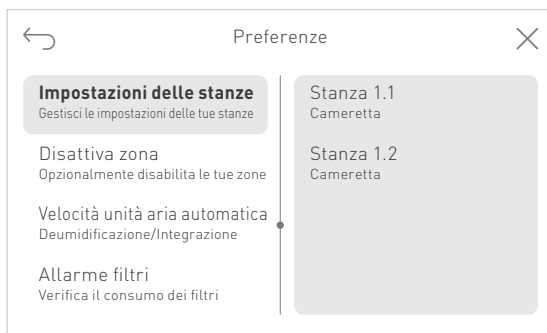 Preferenze
Impostazioni delle stanze
Gestisci le impostazioni delle tue stanze
Disattiva zona
Opzionalmente disabilita le tue zone
Velocità unità aria automatica
Deumidificazione/Integrazione
Allarme filtri
Verifica il consumo dei filtri
Stanza 1.1
Cameretta
Stanza 1.2
Cameretta